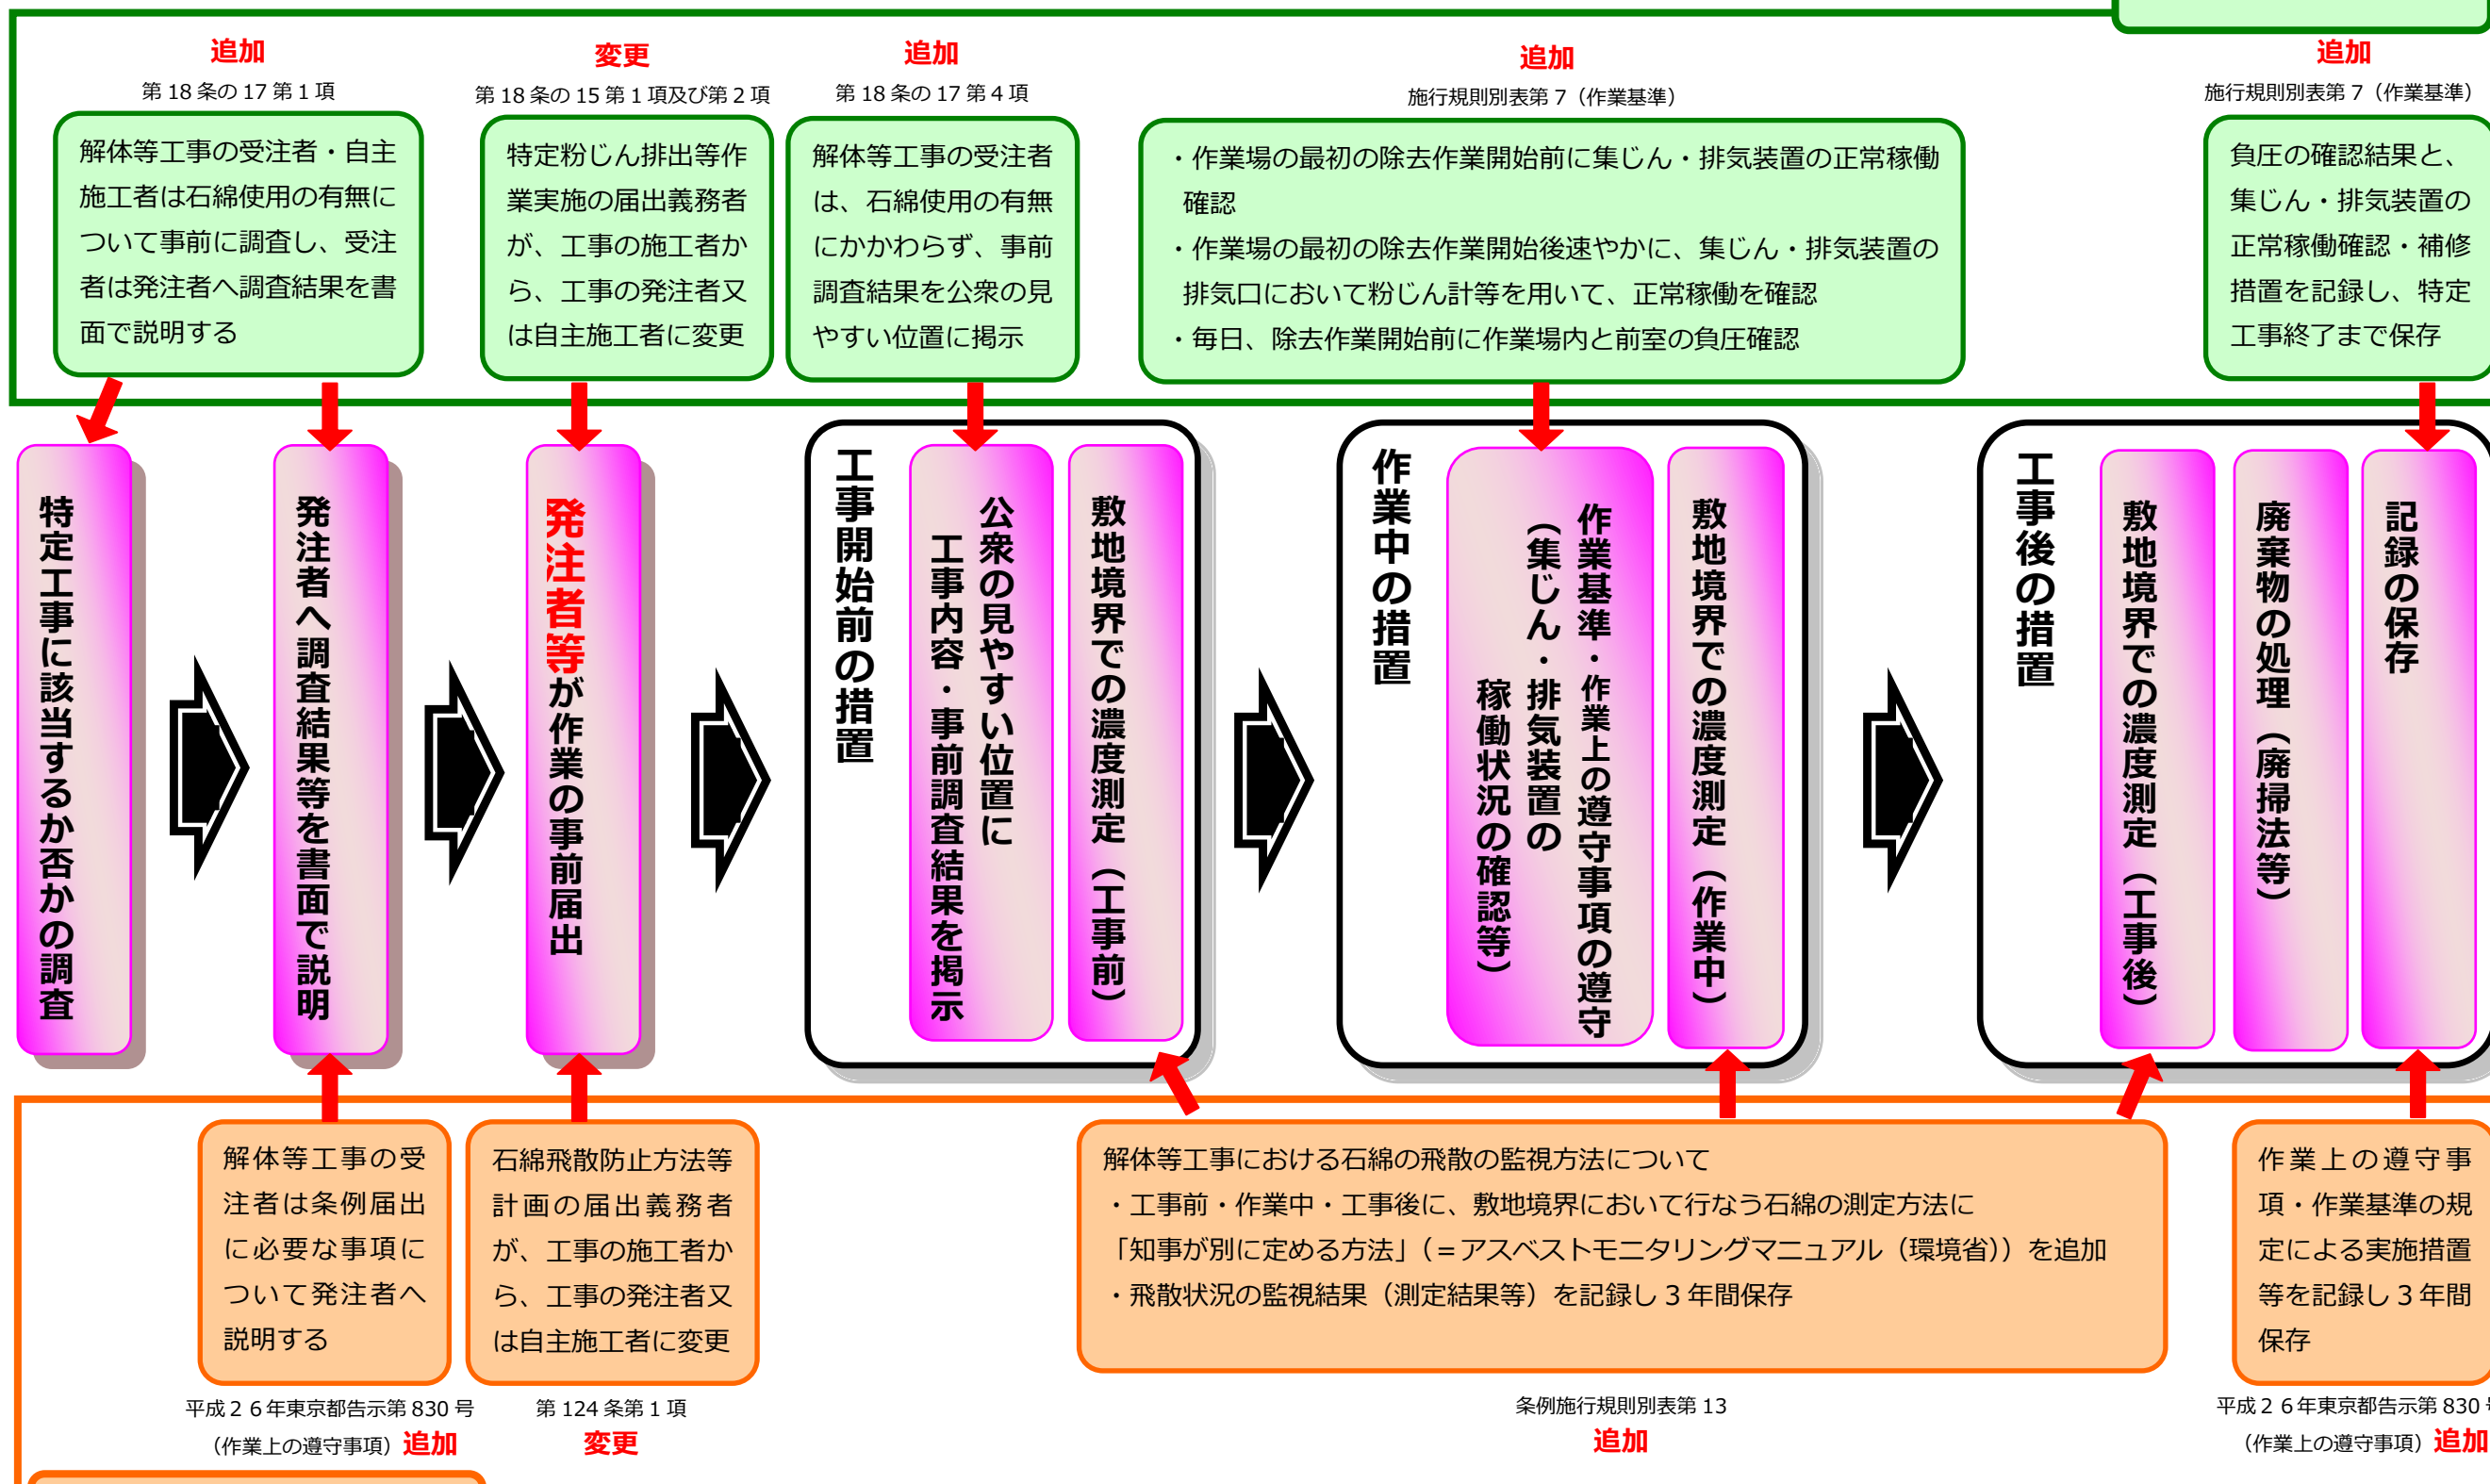 追加
第 18 条の 17 第 1 項
解体等工事の受注者・自主
施工者は石綿使用の有無に
ついて事前に調査し、受注
者は発注者へ調査結果を書
面で説明する
変更
第 18 条の 15 第 1 項及び第 2 項
特定粉じん排出等作
業実施の届出義務者
が、工事の施工者か
ら、工事の発注者又
は自主施工者に変更
追加
第 18 条の 17 第 4 項
解体等工事の受注者
は、石綿使用の有無
にかかわらず、事前
調査結果を公衆の見
やすい位置に掲示
追加
施行規則別表第 7（作業基準）
・作業場の最初の除去作業開始前に集じん・排気装置の正常稼働
確認
・作業場の最初の除去作業開始後速やかに、集じん・排気装置の
排気口において粉じん計等を用いて、正常稼働を確認
・毎日、除去作業開始前に作業場内と前室の負圧確認
追加
施行規則別表第 7（作業基準）
負圧の確認結果と、
集じん・排気装置の
正常稼働確認・補修
措置を記録し、特定
工事終了まで保存
特定工事に該当するか否かの調査
発注者へ調査結果等を書面で説明
発注者等が作業の事前届出
工事開始前の措置
公衆の見やすい位置に
工事内容・事前調査結果を掲示
敷地境界での濃度測定（工事前）
作業中の措置
作業基準・作業上の遵守事項の遵守
（集じん・排気装置の
稼働状況の確認等）
敷地境界での濃度測定（作業中）
工事後の措置
敷地境界での濃度測定（工事後）
廃棄物の処理（廃掃法等）
記録の保存
解体等工事の受
注者は条例届出
に必要な事項に
ついて発注者へ
説明する
平成２６年東京都告示第 830 号
（作業上の遵守事項）追加
石綿飛散防止方法等
計画の届出義務者
が、工事の施工者か
ら、工事の発注者又
は自主施工者に変更
第 124 条第 1 項
変更
解体等工事における石綿の飛散の監視方法について
・工事前・作業中・工事後に、敷地境界において行なう石綿の測定方法に
「知事が別に定める方法」（＝アスベストモニタリングマニュアル（環境省））を追加
・飛散状況の監視結果（測定結果等）を記録し 3 年間保存
条例施行規則別表第 13
追加
作業上の遵守事
項・作業基準の規
定による実施措置
等を記録し 3 年間
保存
平成２６年東京都告示第 830 号
（作業上の遵守事項）追加